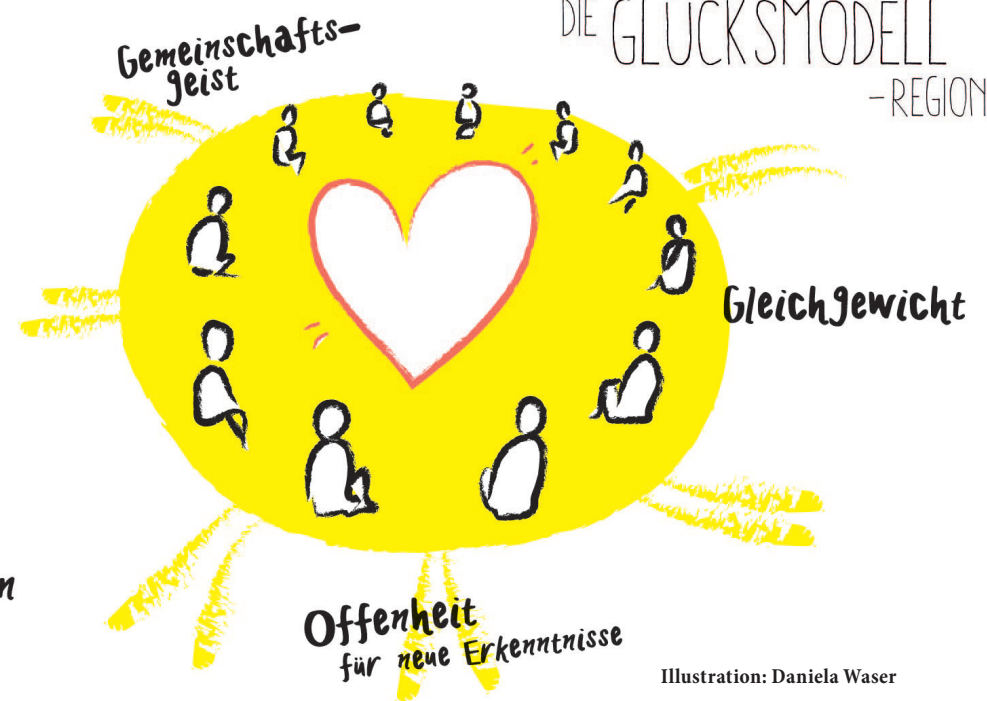 DIE GLÜCKSMODELL
-REGION
Gemeinschafts-
geist
Gleichgewicht
n
Offenheit
für neue Erkenntnisse
Illustration: Daniela Waser